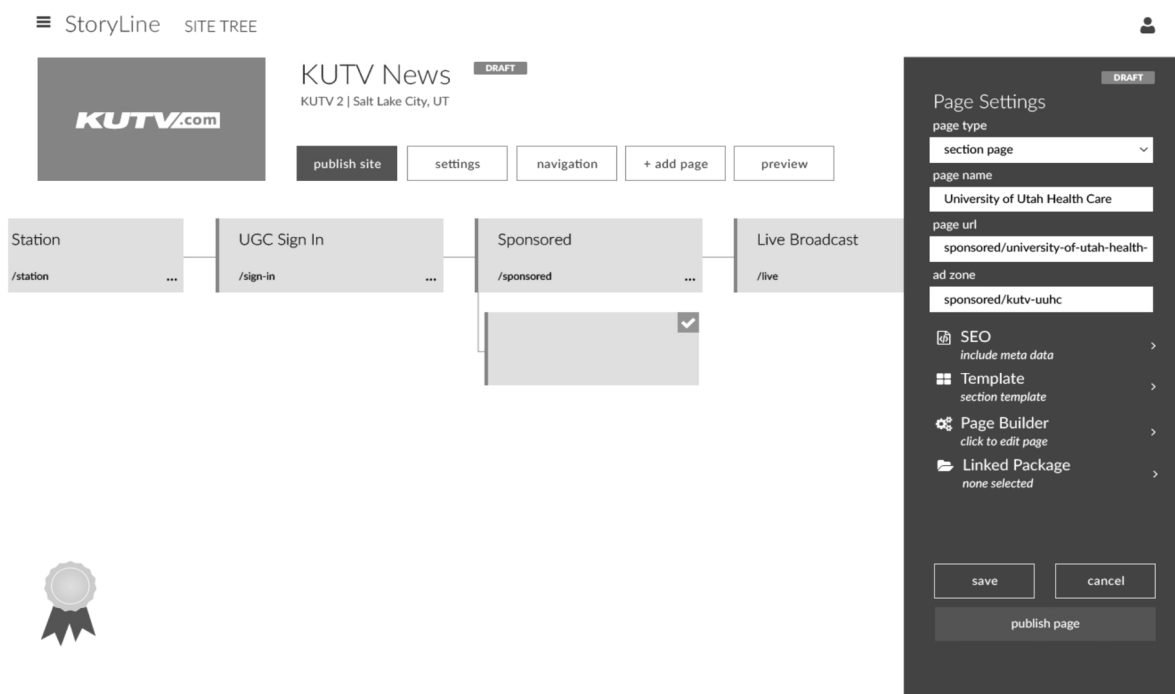 StoryLine SITE TREE
KUTV.com
KUTV News DRAFT
KUTV 2 | Salt Lake City, UT
publish site settings navigation + add page preview
Station
/station ...
UGC Sign In
/sign-in ...
Sponsored
/sponsored ...
Live Broadcast
/live
DRAFT
Page Settings
page type
section page
page name
University of Utah Health Care
page url
sponsored/university-of-utah-health-
ad zone
sponsored/kutv-uuhc
SEO
include meta data
Template
section template
Page Builder
click to edit page
Linked Package
none selected
save cancel
publish page